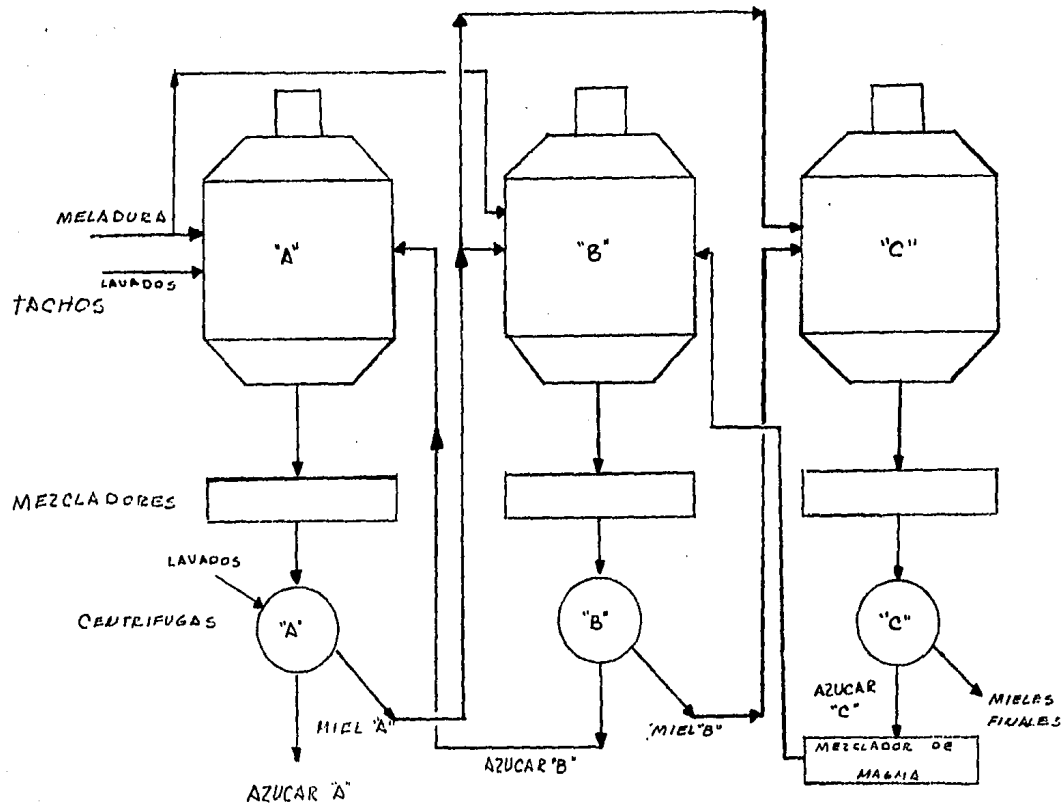 MELADURA
"A"
"B"
"C"
LAVADOS
TACHOS
MEZCLADORES
LAVADOS
CENTRIFUGAS
"A"
"B"
"C"
MIEL "A"
AZUCAR "B"
"MIEL "B"
AZUCAR
"C"
MIELES
FINALES
MEZCLADOR DE
MAGMA
AZUCAR "A"